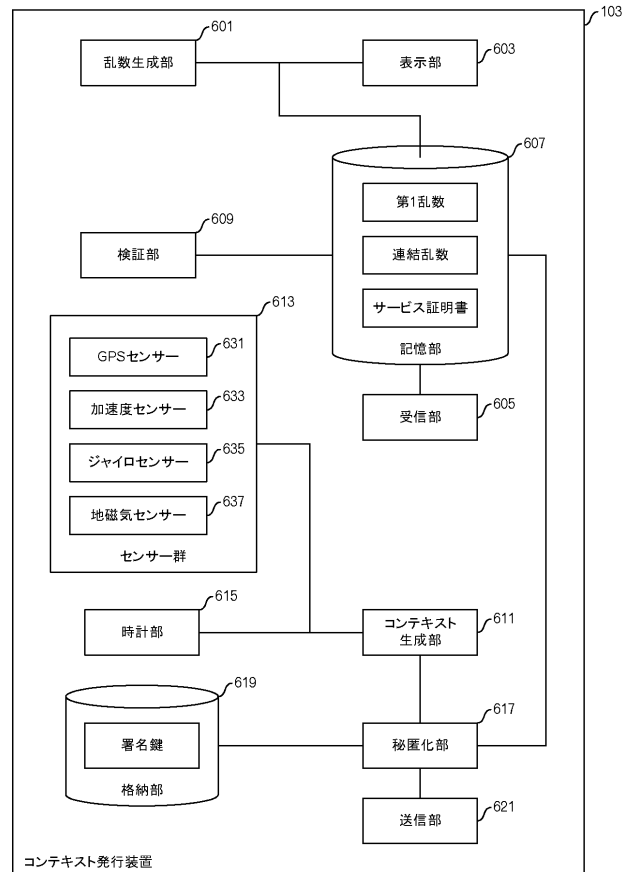 103
601
乱数生成部
表示部
603
607
第1乱数
連結乱数
サービス証明書
記憶部
609
検証部
613
GPSセンサー
631
加速度センサー
633
ジャイロセンサー
635
地磁気センサー
637
センサー群
受信部
605
615
時計部
コンテキスト
生成部
611
619
署名鍵
格納部
秘匿化部
617
送信部
621
コンテキスト発行装置